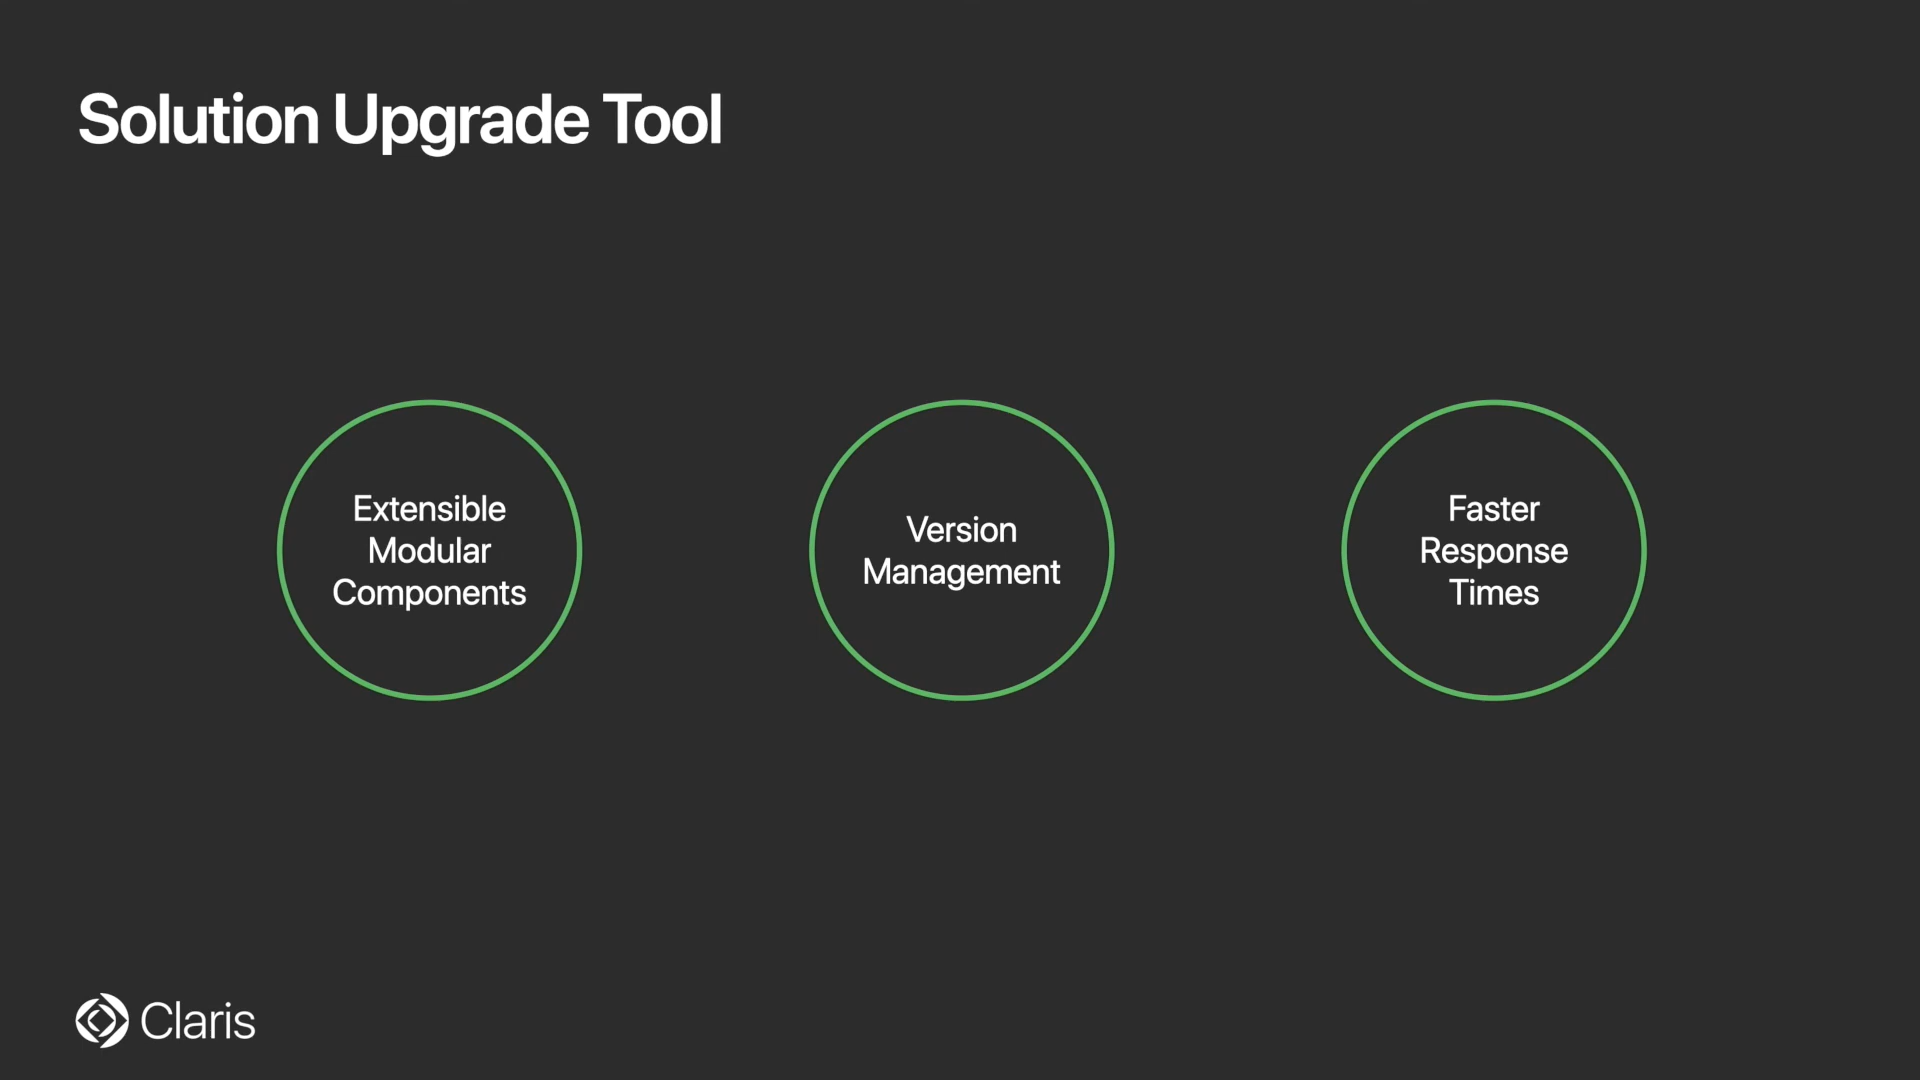 Solution Upgrade Tool
Extensible
Modular
Components
Version
Management
Faster
Response
Times
Claris